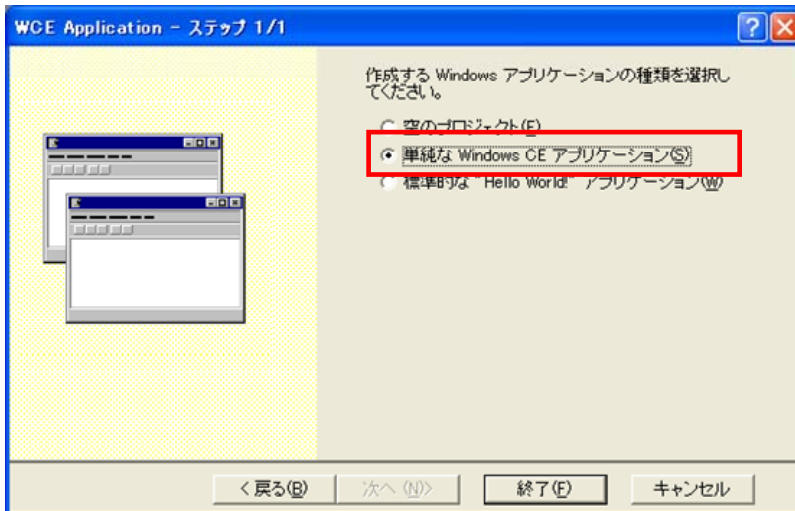 WCE Application - ステップ 1/1
作成する Windows アプリケーションの種類を選択し
てください。
空のプロジェクト(E)
単純な Windows CE アプリケーション(S)
標準的な "Hello World!" アプリケーション(W)
< 戻る(B)
次へ (N)>
終了(F)
キャンセル